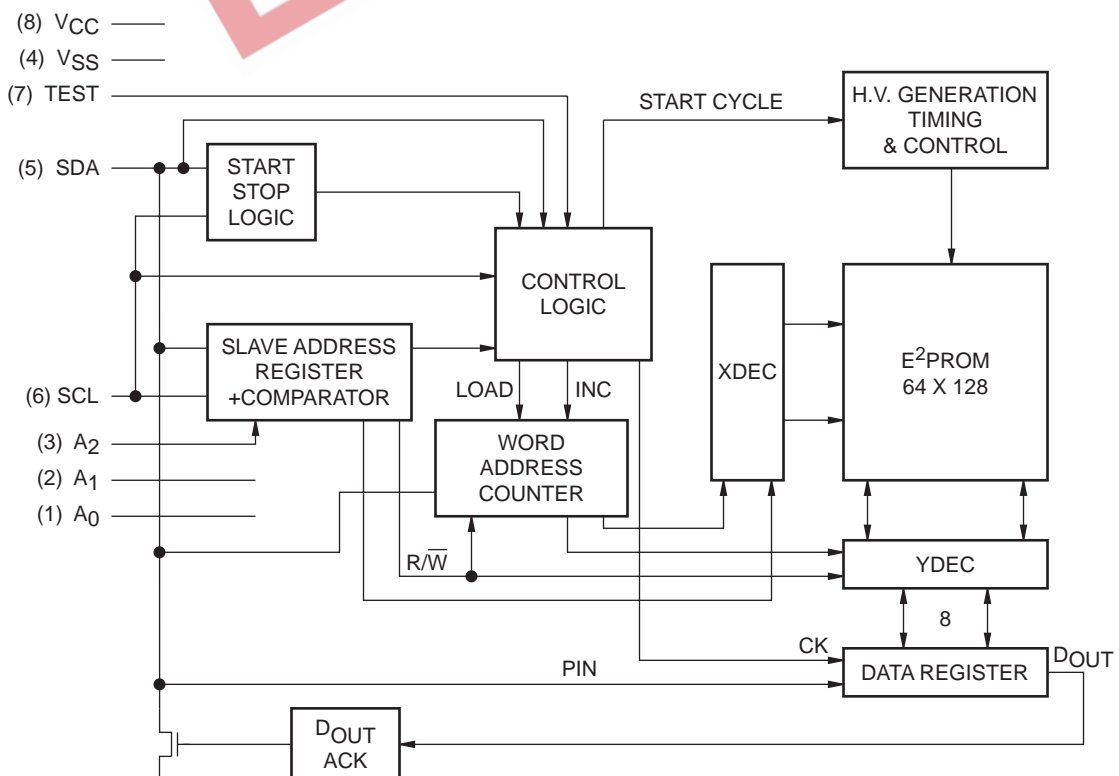 (8) VCC
(4) VSS
(7) TEST
START CYCLE
H.V. GENERATION
TIMING
& CONTROL
(5) SDA
START
STOP
LOGIC
CONTROL
LOGIC
SLAVE ADDRESS
REGISTER
+COMPARATOR
XDEC
E2PROM
64 X 128
LOAD
INC
(6) SCL
(3) A2
WORD
ADDRESS
COUNTER
(2) A1
(1) A0
R/W̅
YDEC
8
CK
DOUT
PIN
DATA REGISTER
DOUT
ACK